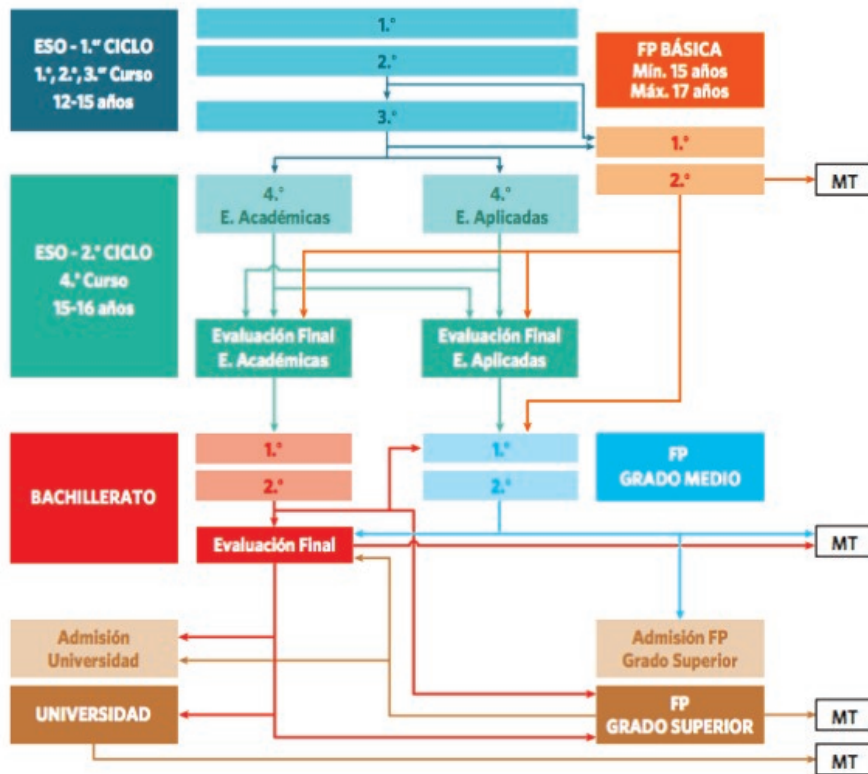 ESO - 1.er CICLO
1.º, 2.º, 3.er Curso
12-15 años
1.º
2.º
3.º
FP BÁSICA
Mín. 15 años
Máx. 17 años
1.º
2.º
MT
ESO - 2.º CICLO
4.º Curso
15-16 años
4.º
E. Académicas
4.º
E. Aplicadas
Evaluación Final
E. Académicas
Evaluación Final
E. Aplicadas
BACHILLERATO
1.º
2.º
Evaluación Final
1.º
2.º
FP
GRADO MEDIO
MT
Admisión
Universidad
Admisión FP
Grado Superior
UNIVERSIDAD
FP
GRADO SUPERIOR
MT
MT